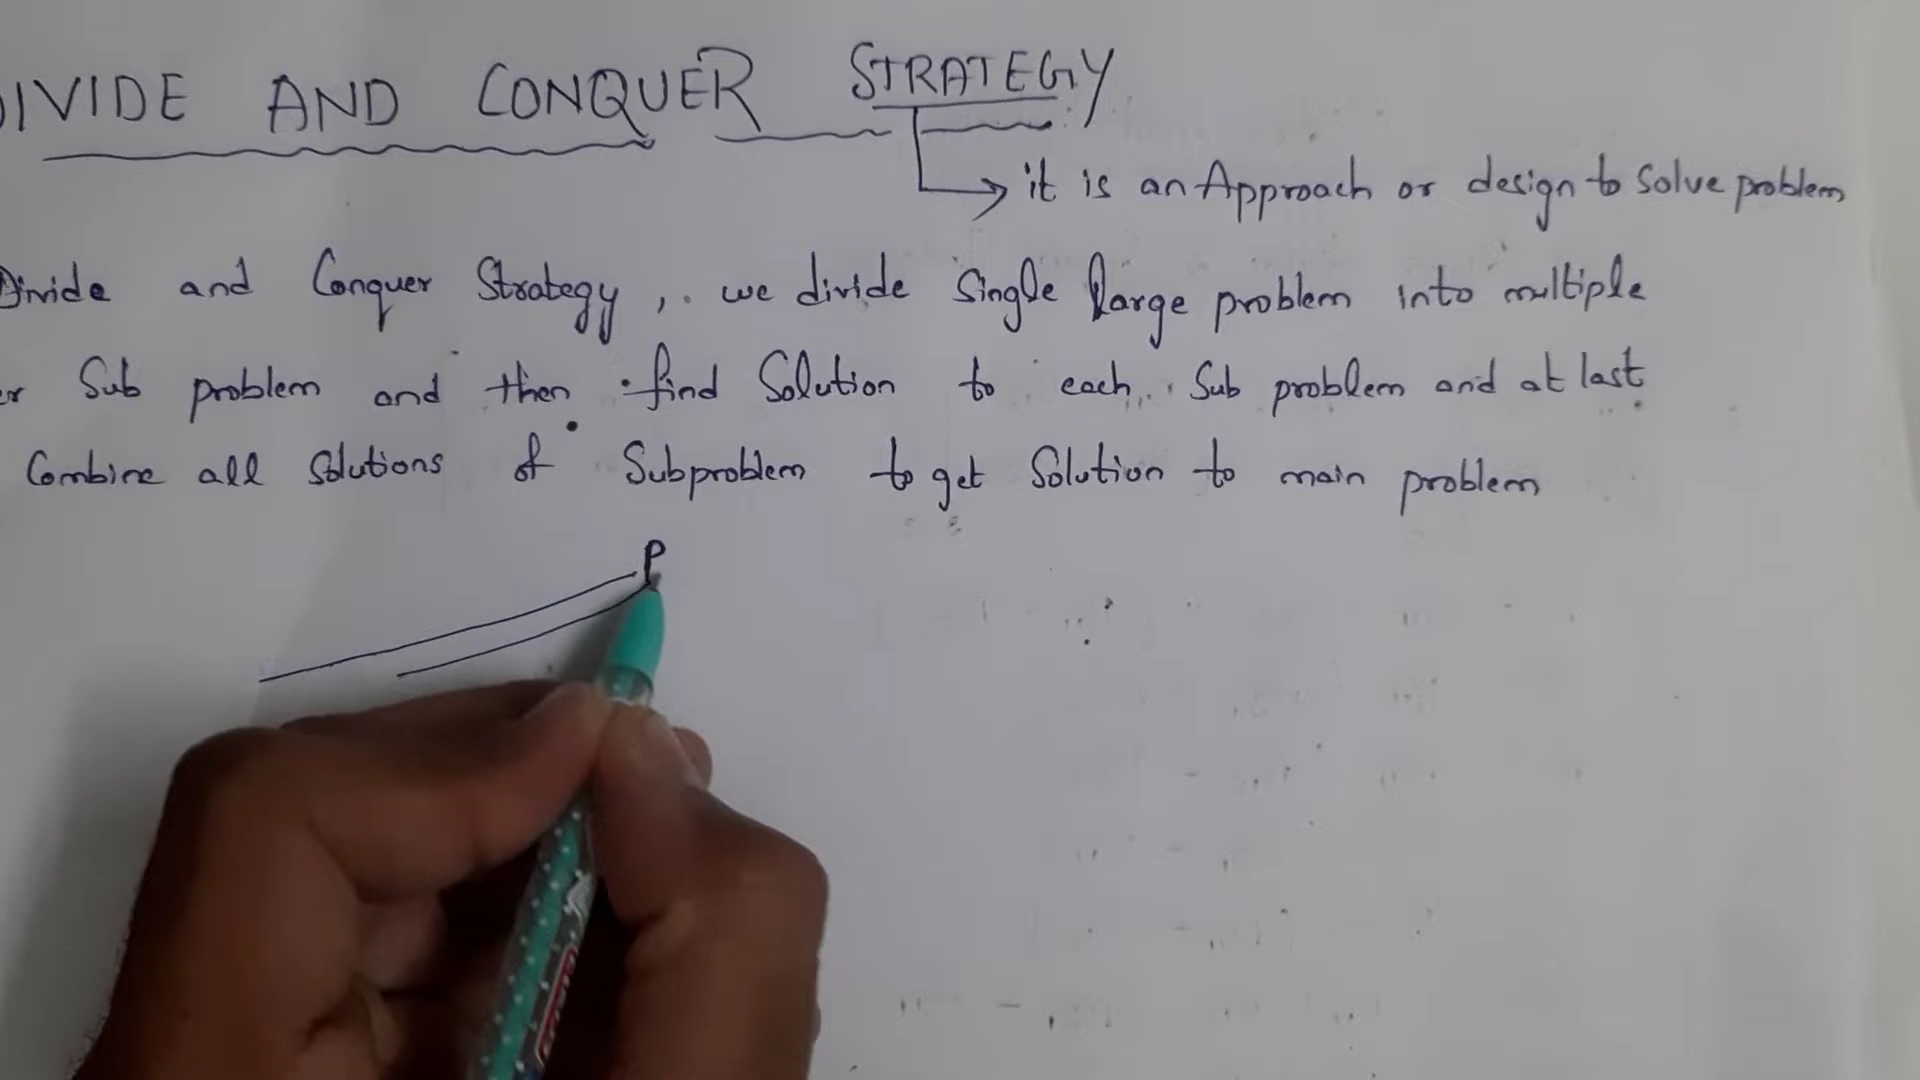 DIVIDE AND CONQUER STRATEGY
it is an Approach or design to solve problem
Divide and Conquer Strategy, we divide Single large problem into multiple
Sub problem and then find Solution to each Sub problem and at last
Combine all Solutions of Subproblem to get Solution to main problem
P